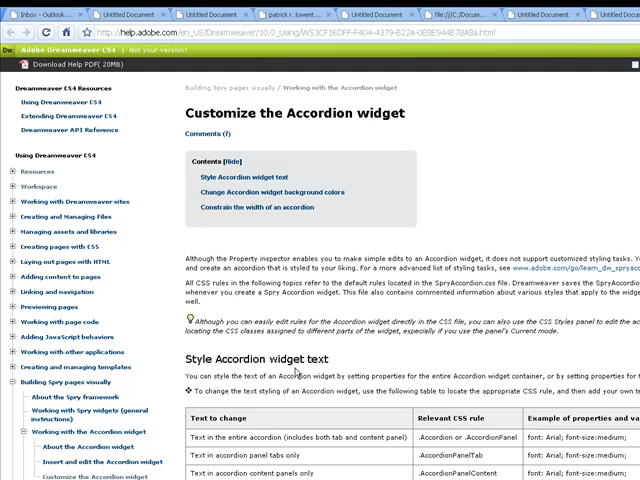 Inbox - Outlook ...
Untitled Document
Untitled Document
patrick r. lowent...
Untitled Document
file:///C:/Docum...
Untitled Document
Untitled Docu
http://help.adobe.com/en_US/Dreamweaver/10.0_Using/WS3CF16DFF-F404-4379-B22A-0E8E944B78A8a.html
Dw Adobe Dreamweaver CS4 | Not your version?
Download Help PDF( 20MB)
Dreamweaver CS4 Resources
Using Dreamweaver CS4
Extending Dreamweaver CS4
Dreamweaver API Reference
Using Dreamweaver CS4
Resources
Workspace
Working with Dreamweaver sites
Creating and Managing Files
Managing assets and libraries
Creating pages with CSS
Laying out pages with HTML
Adding content to pages
Linking and navigation
Previewing pages
Working with page code
Adding JavaScript behaviors
Working with other applications
Creating and managing templates
Building Spry pages visually
About the Spry framework
Working with Spry widgets (general
instructions)
Working with the Accordion widget
About the Accordion widget
Insert and edit the Accordion widget
Customize the Accordion widget
Building Spry pages visually / Working with the Accordion widget
Customize the Accordion widget
Comments (7)
Contents [Hide]
Style Accordion widget text
Change Accordion widget background colors
Constrain the width of an accordion
Although the Property inspector enables you to make simple edits to an Accordion widget, it does not support customized styling tasks. Y
and create an accordion that is styled to your liking. For a more advanced list of styling tasks, see www.adobe.com/go/learn_dw_spryacco
All CSS rules in the following topics refer to the default rules located in the SpryAccordion.css file. Dreamweaver saves the SpryAccordion
whenever you create a Spry Accordion widget. This file also contains commented information about various styles that apply to the widge
well.
Although you can easily edit rules for the Accordion widget directly in the CSS file, you can also use the CSS Styles panel to edit the ac
locating the CSS classes assigned to different parts of the widget, especially if you use the panel's Current mode.
Style Accordion widget text
You can style the text of an Accordion widget by setting properties for the entire Accordion widget container, or by setting properties for
❖ To change the text styling of an Accordion widget, use the following table to locate the appropriate CSS rule, and then add your own te
Text to change Relevant CSS rule Example of properties and va
Text in the entire accordion (includes both tab and content panel) .Accordion or .AccordionPanel font: Arial; font-size:medium;
Text in accordion panel tabs only .AccordionPanelTab font: Arial; font-size:medium;
Text in accordion content panels only .AccordionPanelContent font: Arial; font-size:medium;